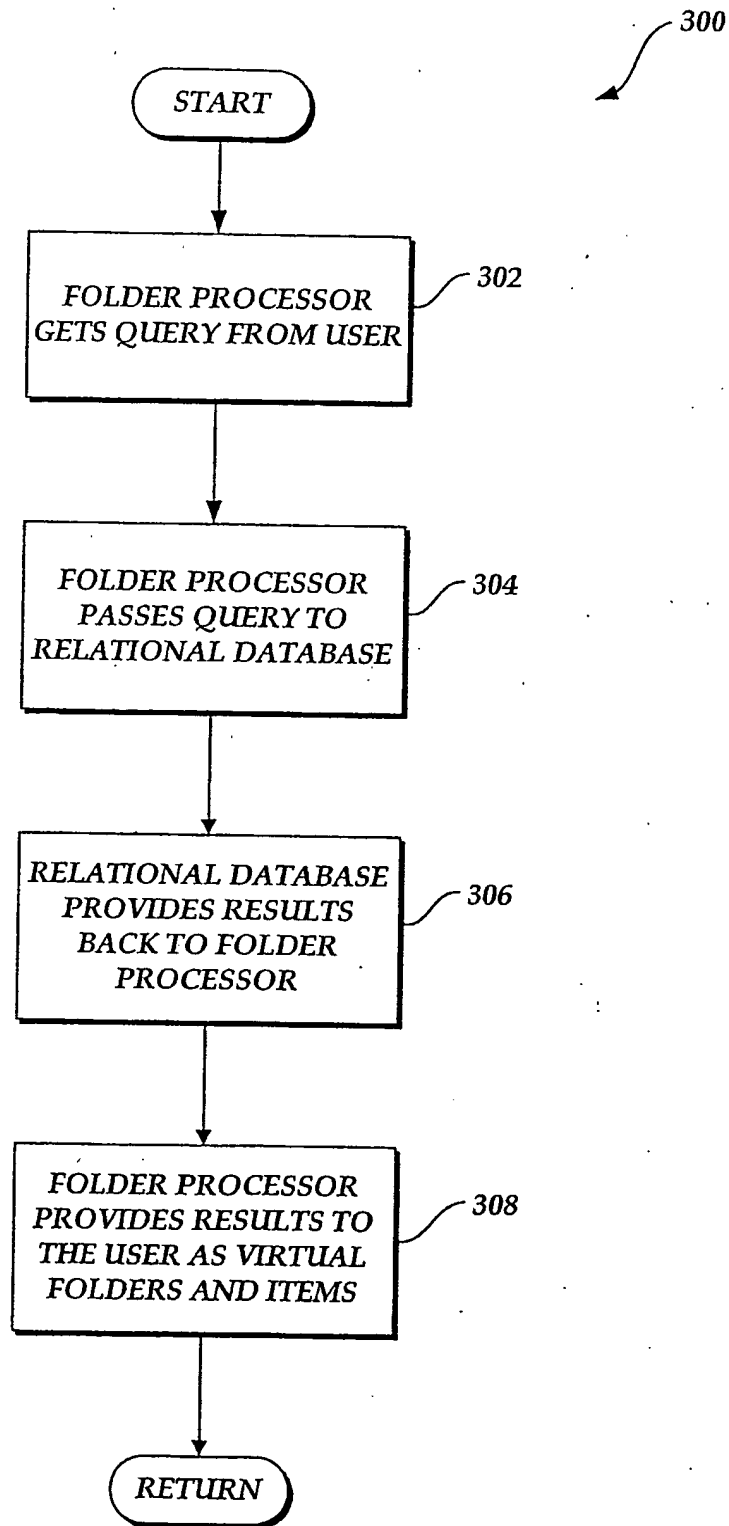 300
START
FOLDER PROCESSOR
GETS QUERY FROM USER
302
FOLDER PROCESSOR
PASSES QUERY TO
RELATIONAL DATABASE
304
RELATIONAL DATABASE
PROVIDES RESULTS
BACK TO FOLDER
PROCESSOR
306
FOLDER PROCESSOR
PROVIDES RESULTS TO
THE USER AS VIRTUAL
FOLDERS AND ITEMS
308
RETURN